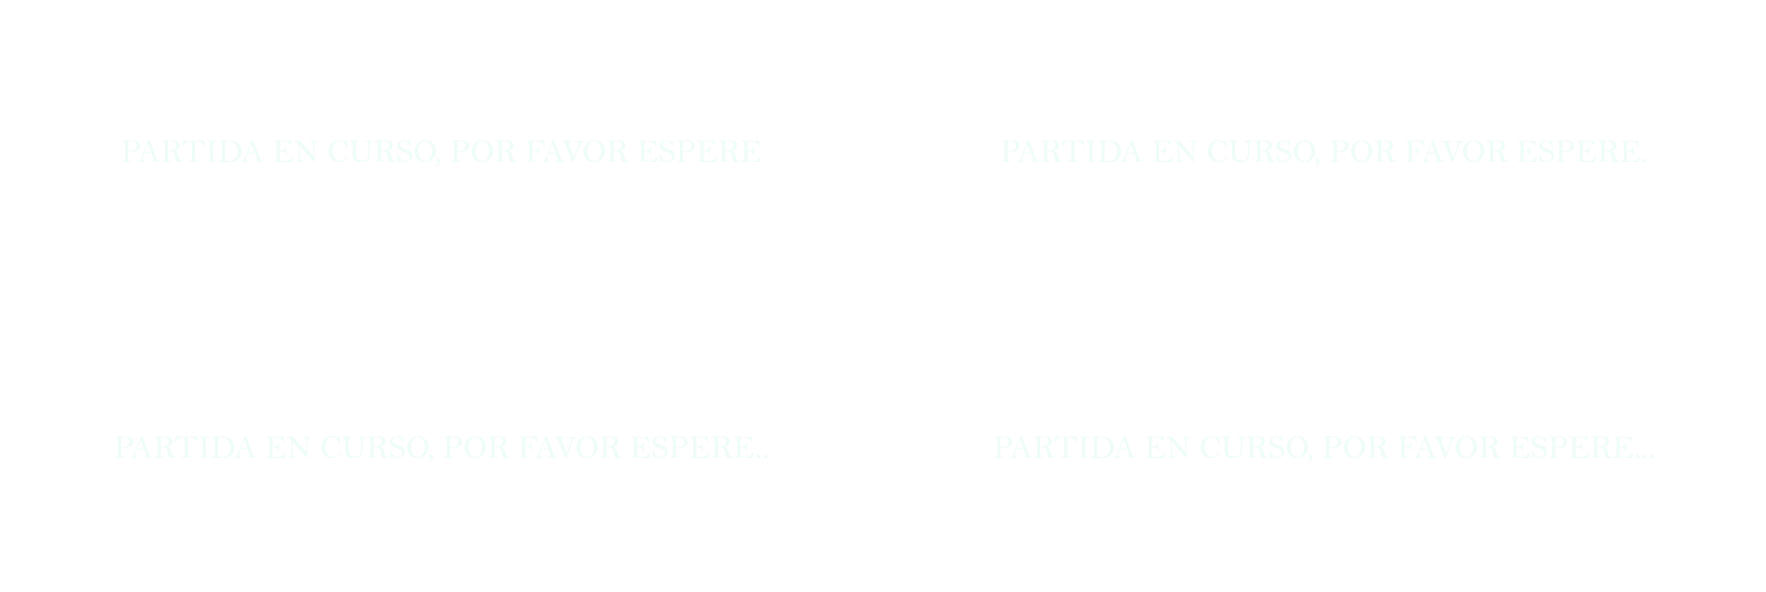 PARTIDA EN CURSO, POR FAVOR ESPERE
PARTIDA EN CURSO, POR FAVOR ESPERE.
PARTIDA EN CURSO, POR FAVOR ESPERE..
PARTIDA EN CURSO, POR FAVOR ESPERE...